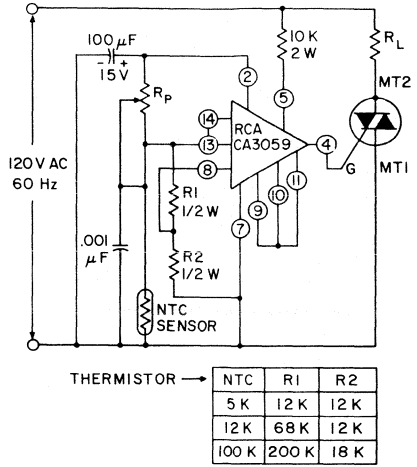 100 µF
- +
15V
10 K
2 W
R_L
2
R_P
5
MT2
14
RCA
CA3059
13
4
120V AC
60 Hz
8
G
MT1
R1
1/2 W
9
10
11
7
.001
µF
R2
1/2 W
NTC
SENSOR
THERMISTOR → NTC R1 R2
5 K 12 K 12 K
12 K 68 K 12 K
100 K 200 K 18 K